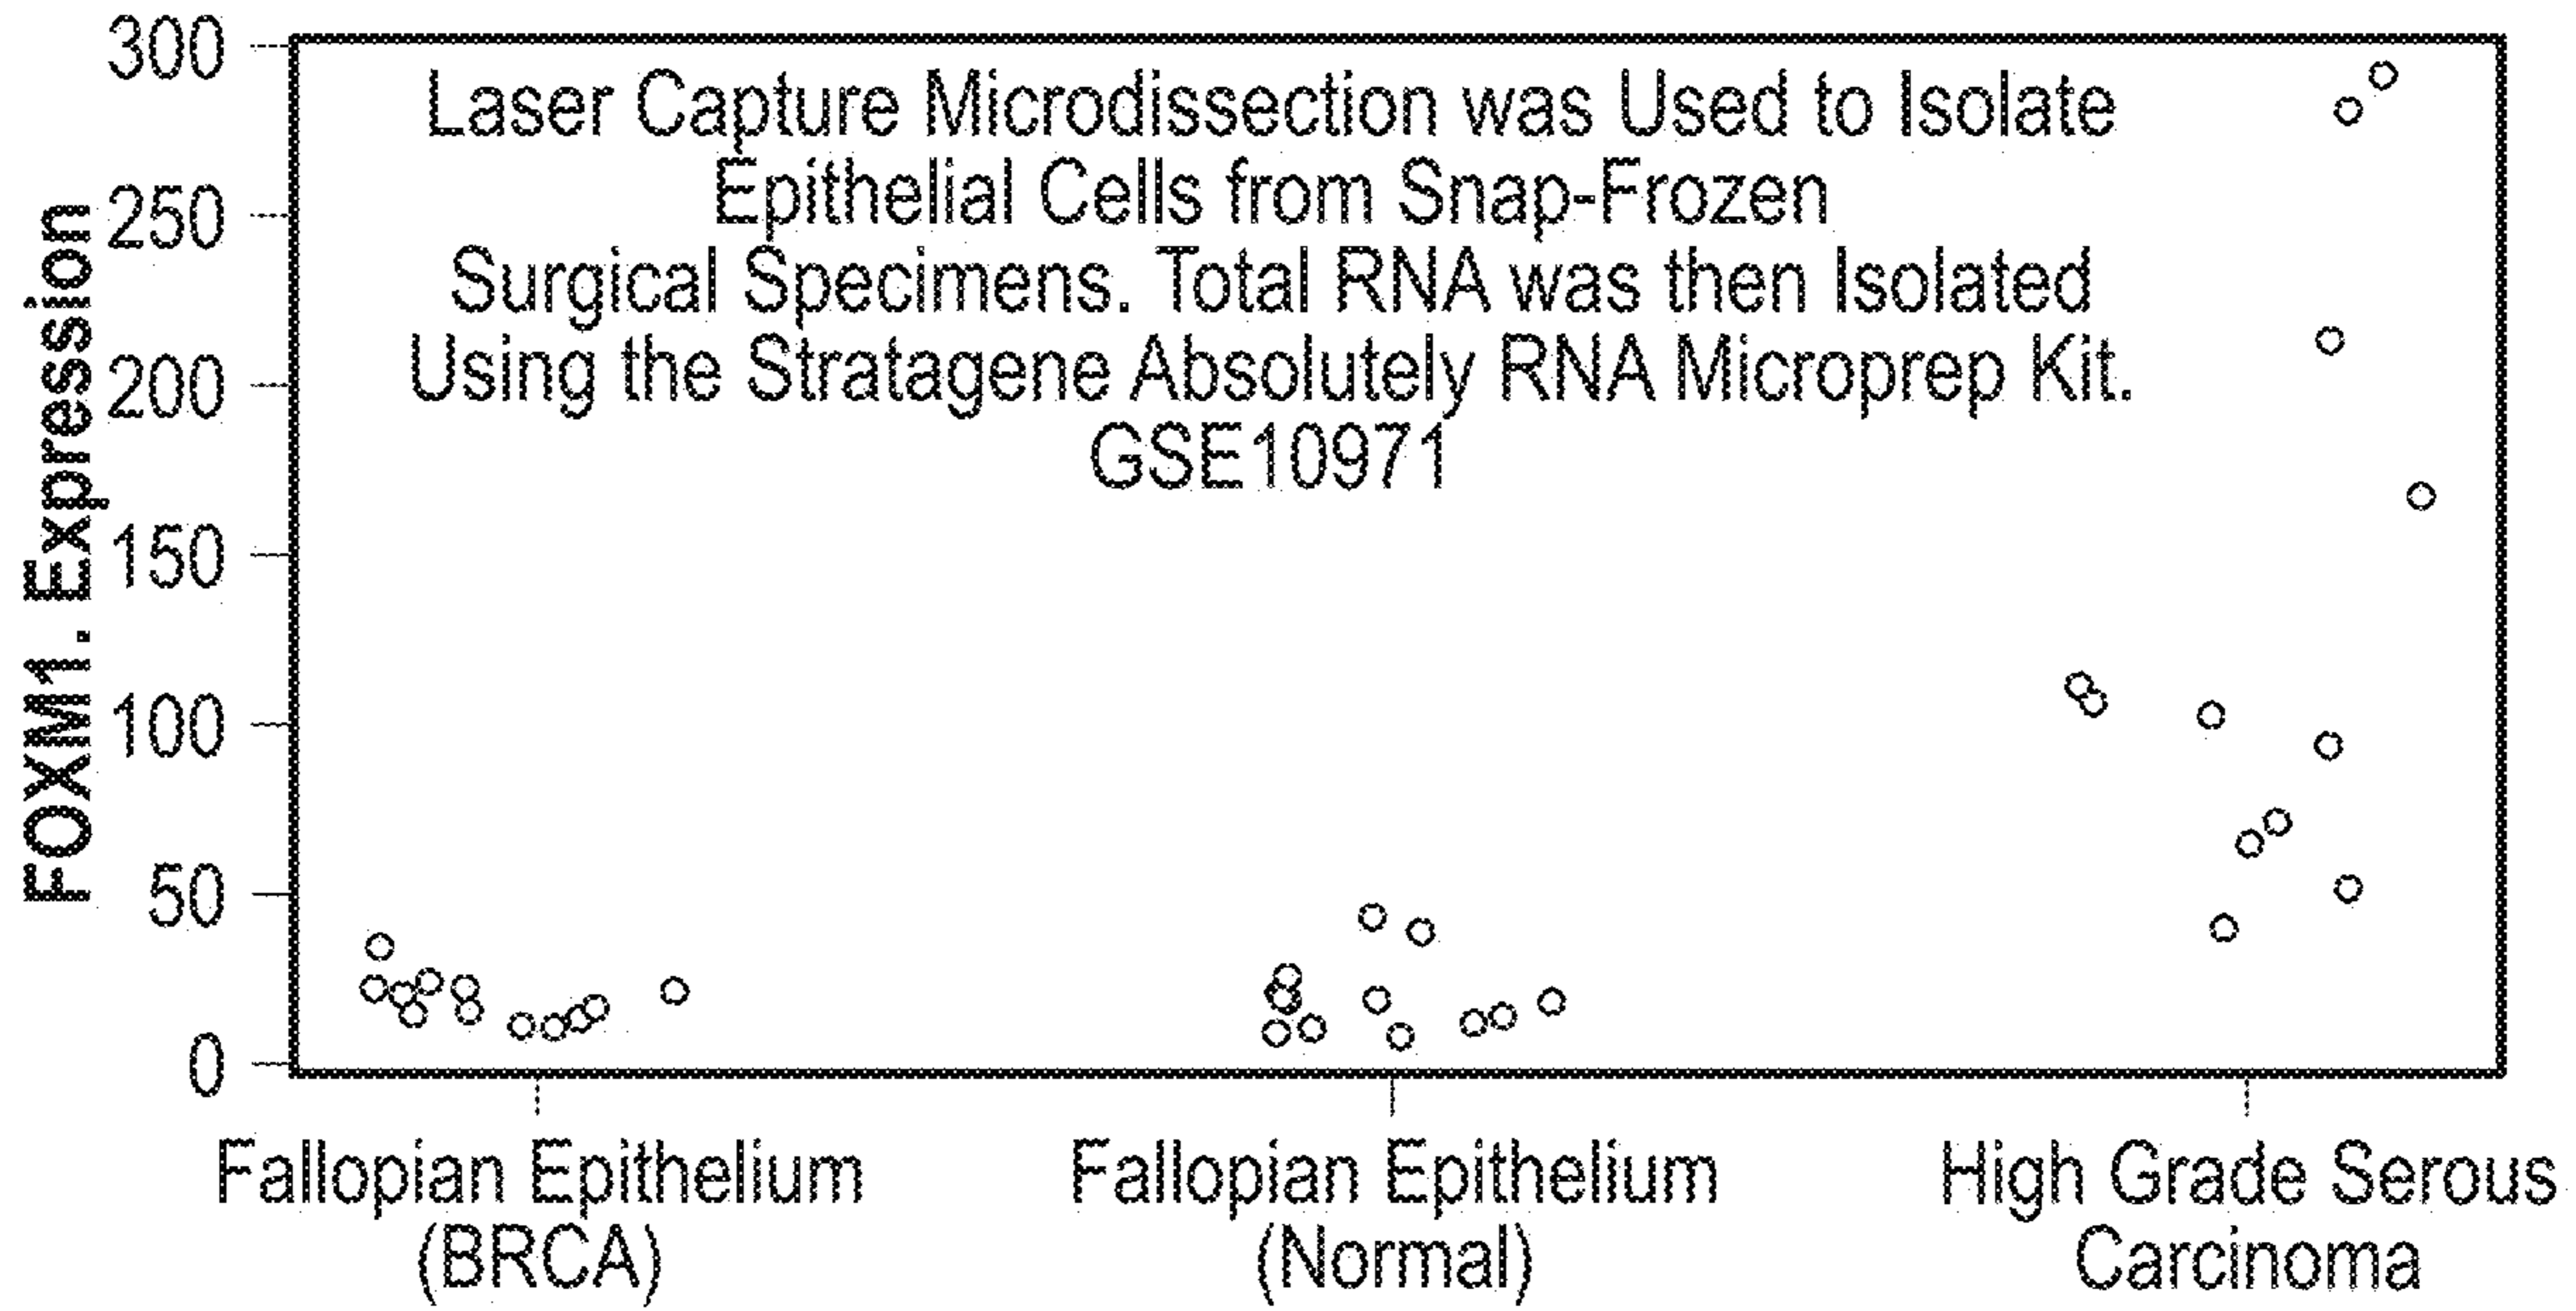 300
250
200
150
100
50
0
FOXM1. Expression
Laser Capture Microdissection was Used to Isolate
Epithelial Cells from Snap-Frozen
Surgical Specimens. Total RNA was then Isolated
Using the Stratagene Absolutely RNA Microprep Kit.
GSE10971
Fallopian Epithelium
(BRCA)
Fallopian Epithelium
(Normal)
High Grade Serous
Carcinoma